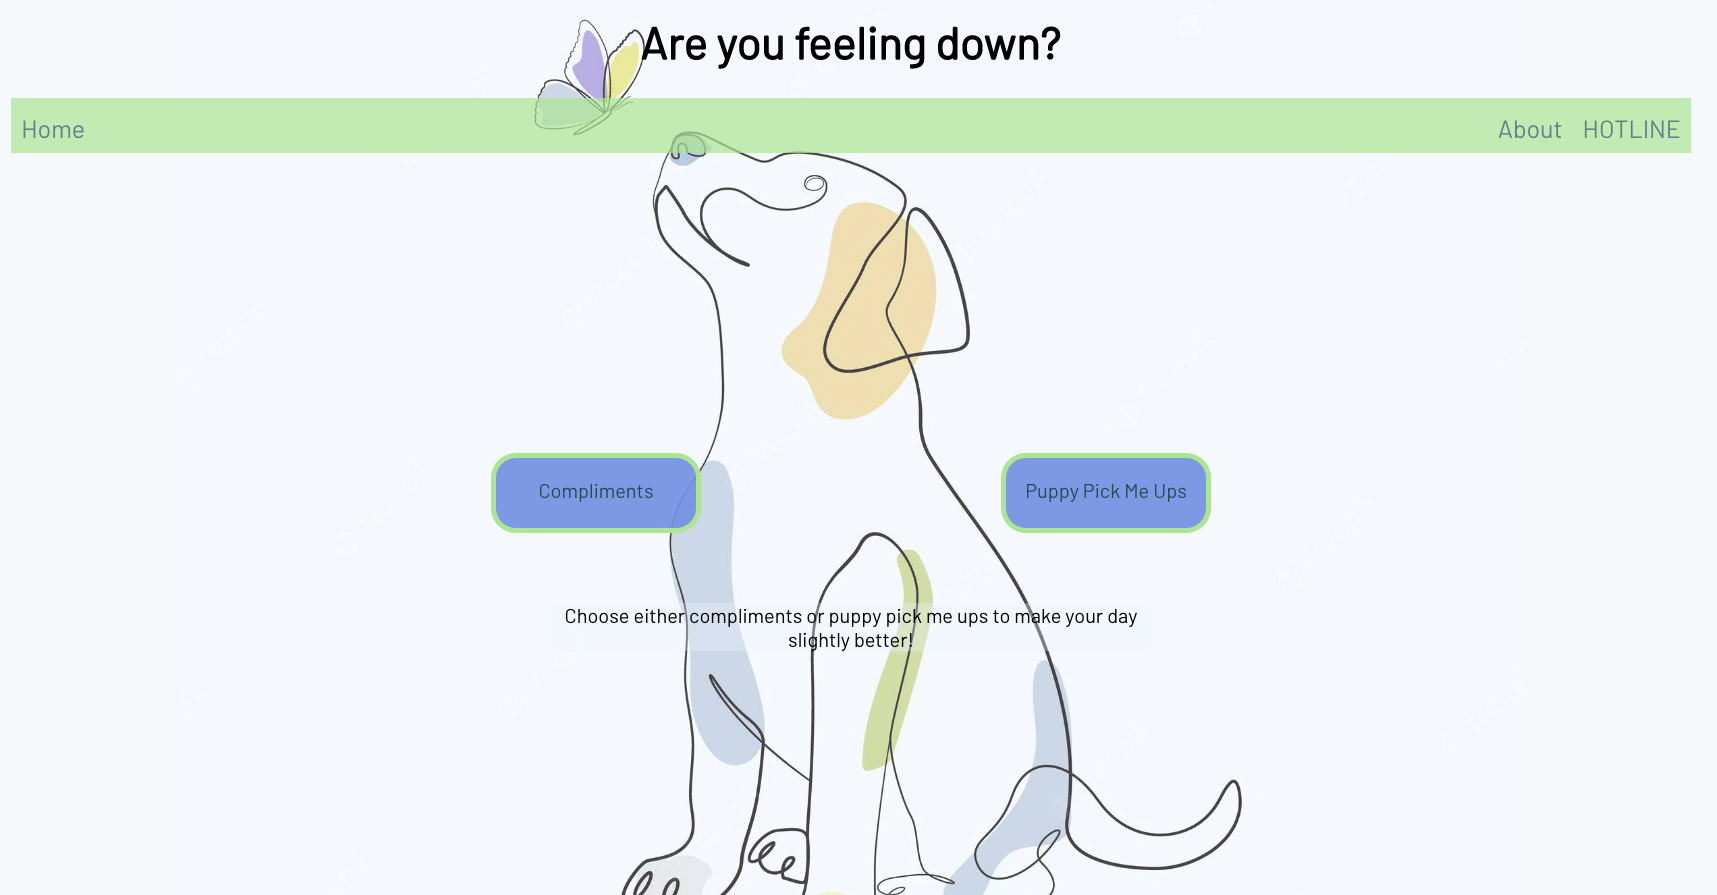 Are you feeling down?
Home About HOTLINE
Compliments Puppy Pick Me Ups
Choose either compliments or puppy pick me ups to make your day
slightly better!